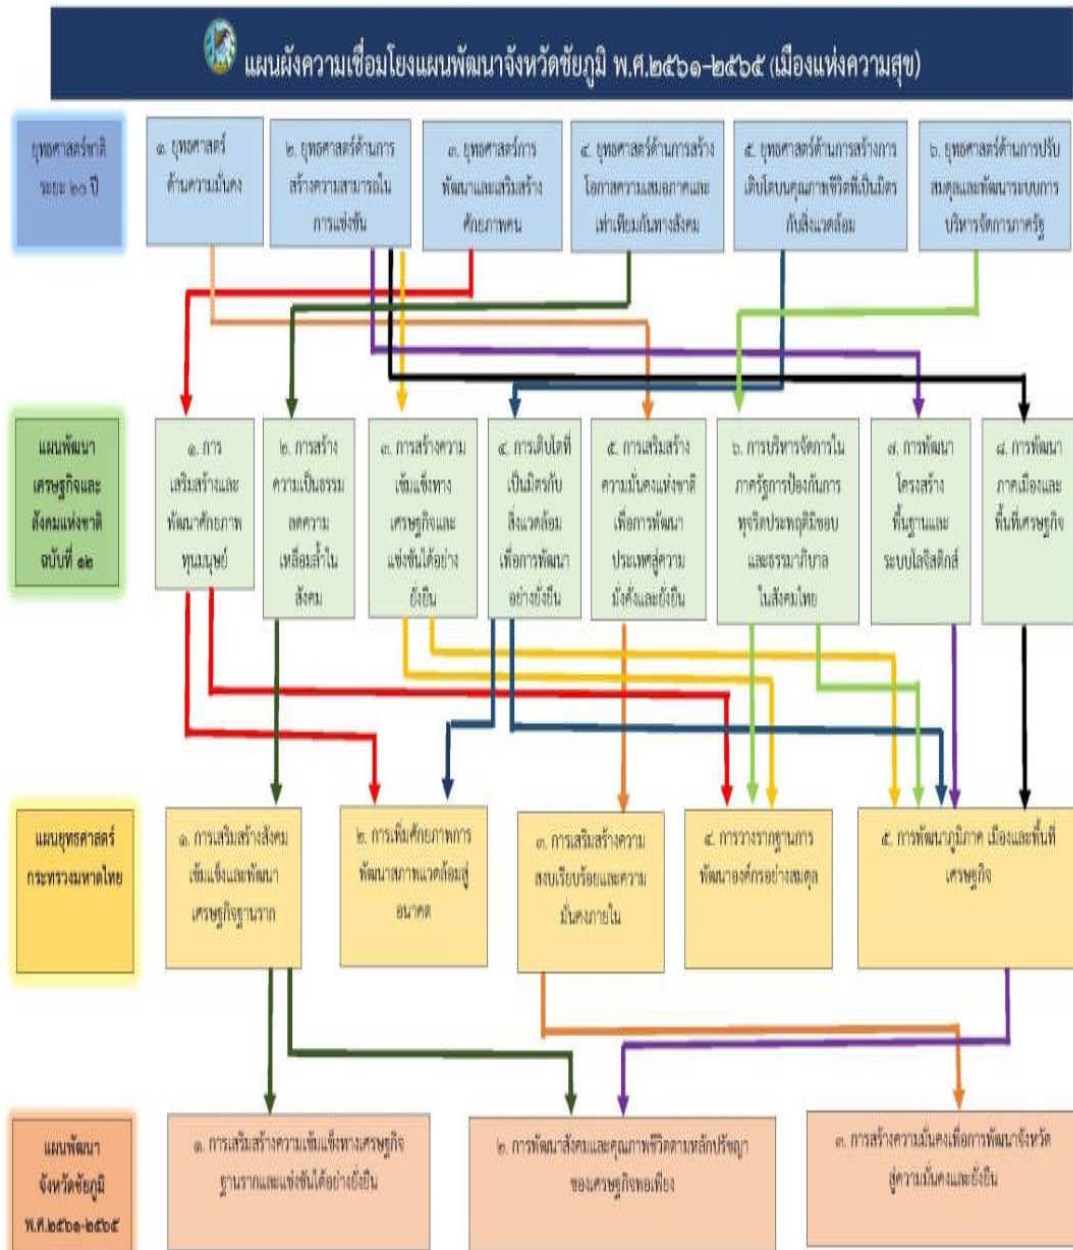 แผนผังความเชื่อมโยงแผนพัฒนาจังหวัดชัยภูมิ พ.ศ.๒๕๖๑-๒๕๖๕ (เมืองแห่งความสุข)
ยุทธศาสตร์ชาติ
ระยะ ๒๐ ปี
๑. ยุทธศาสตร์
ด้านความมั่นคง
๒. ยุทธศาสตร์ด้านการ
สร้างความสามารถใน
การแข่งขัน
๓. ยุทธศาสตร์การ
พัฒนาและเสริมสร้าง
ศักยภาพคน
๔. ยุทธศาสตร์ด้านการสร้าง
โอกาสความเสมอภาคและ
เท่าเทียมกันทางสังคม
๕. ยุทธศาสตร์ด้านการสร้างการ
เติบโตบนคุณภาพชีวิตที่เป็นมิตร
กับสิ่งแวดล้อม
๖. ยุทธศาสตร์ด้านการปรับ
สมดุลและพัฒนาระบบการ
บริหารจัดการภาครัฐ
แผนพัฒนา
เศรษฐกิจและ
สังคมแห่งชาติ
ฉบับที่ ๑๒
๑. การ
เสริมสร้างและ
พัฒนาศักยภาพ
ทุนมนุษย์
๒. การสร้าง
ความเป็นธรรม
ลดความ
เหลื่อมล้ำใน
สังคม
๓. การสร้างความ
เข้มแข็งทาง
เศรษฐกิจและ
แข่งขันได้อย่าง
ยั่งยืน
๔. การเติบโตที่
เป็นมิตรกับ
สิ่งแวดล้อม
เพื่อการพัฒนา
อย่างยั่งยืน
๕. การเสริมสร้าง
ความมั่นคงแห่งชาติ
เพื่อการพัฒนา
ประเทศสู่ความ
มั่งคั่งและยั่งยืน
๖. การบริหารจัดการใน
ภาครัฐการป้องกันการ
ทุจริตประพฤติมิชอบ
และธรรมาภิบาล
ในสังคมไทย
๗. การพัฒนา
โครงสร้าง
พื้นฐานและ
ระบบโลจิสติกส์
๘. การพัฒนา
ภาคเมืองและ
พื้นที่เศรษฐกิจ
แผนยุทธศาสตร์
กระทรวงมหาดไทย
๑. การเสริมสร้างสังคม
เข้มแข็งและพัฒนา
เศรษฐกิจฐานราก
๒. การเพิ่มศักยภาพการ
พัฒนาสภาพแวดล้อมสู่
อนาคต
๓. การเสริมสร้างความ
สงบเรียบร้อยและความ
มั่นคงภายใน
๔. การวางรากฐานการ
พัฒนาองค์กรอย่างสมดุล
๕. การพัฒนาภูมิภาค เมืองและพื้นที่
เศรษฐกิจ
แผนพัฒนา
จังหวัดชัยภูมิ
พ.ศ.๒๕๖๑-๒๕๖๕
๑. การเสริมสร้างความเข้มแข็งทางเศรษฐกิจ
ฐานรากและแข่งขันได้อย่างยั่งยืน
๒. การพัฒนาสังคมและคุณภาพชีวิตตามหลักปรัชญา
ของเศรษฐกิจพอเพียง
๓. การสร้างความมั่นคงเพื่อการพัฒนาจังหวัด
สู่ความมั่นคงและยั่งยืน